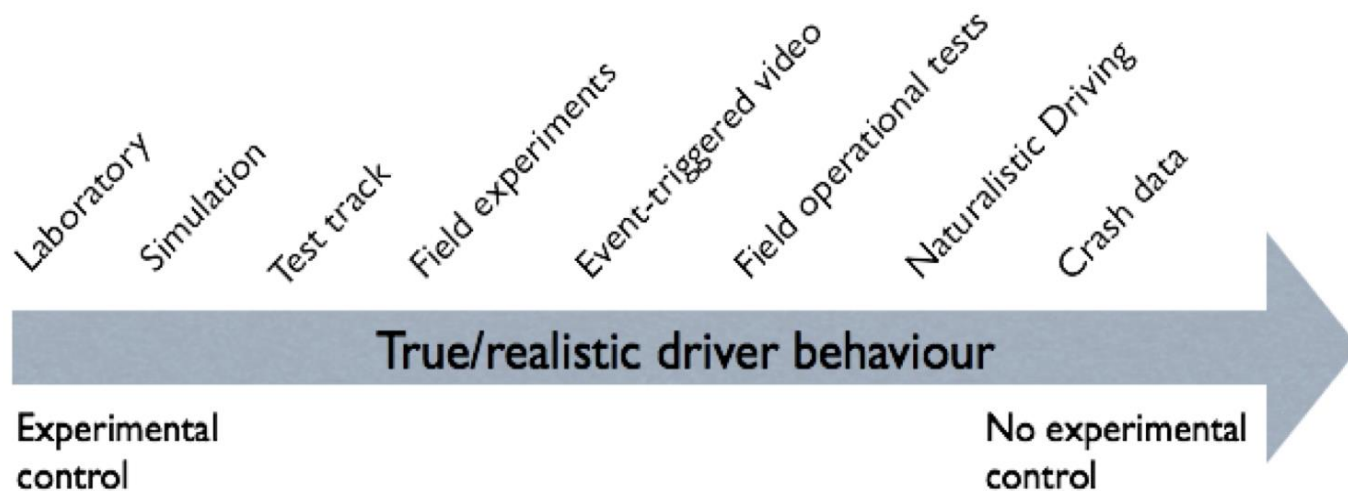 Laboratory
Simulation
Test track
Field experiments
Event-triggered video
Field operational tests
Naturalistic Driving
Crash data
True/realistic driver behaviour
Experimental
control
No experimental
control